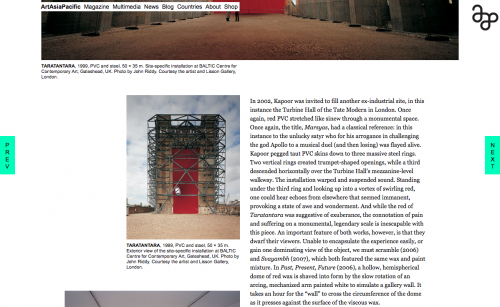 ArtAsiaPacific Magazine Multimedia News Blog Countries About Shop
aap
TARATANTARA, 1999, PVC and steel, 50 × 35 m. Site-specific installation at BALTIC Centre for
Contemporary Art, Gateshead, UK. Photo by John Riddy. Courtesy the artist and Lisson Gallery,
London.
PREV
TARATANTARA, 1999, PVC and steel, 50 × 35 m.
Exterior view of the site-specific installation at BALTIC
Centre for Contemporary Art, Gateshead, UK. Photo by
John Riddy. Courtesy the artist and Lisson Gallery,
London.
In 2002, Kapoor was invited to fill another ex-industrial site, in this
instance the Turbine Hall of the Tate Modern in London. Once
again, red PVC stretched like sinew through a monumental space.
Once again, the title, Marsyas, had a classical reference: in this
instance to the unlucky satyr who for his arrogance in challenging
the god Apollo to a musical duel (and then losing) was flayed alive.
Kapoor pegged taut PVC skins down to three massive steel rings.
Two vertical rings created trumpet-shaped openings, while a third
descended horizontally over the Turbine Hall's mezzanine-level
walkway. The installation warped and suspended sound. Standing
under the third ring and looking up into a vortex of swirling red,
one could hear echoes from elsewhere that seemed immanent,
provoking a state of awe and wonderment. And while the red of
Taratantara was suggestive of exuberance, the connotation of pain
and suffering on a monumental, legendary scale is inescapable with
this piece. An important feature of both works, however, is that they
dwarf their viewers. Unable to encapsulate the experience easily, or
gain one dominating view of the object, we must scramble (2006)
and Svayambh (2007), which both featured the same wax and paint
mixture. In Past, Present, Future (2006), a hollow, hemispherical
dome of red wax is shaved into form by the slow rotation of an
arcing, mechanized arm painted white to simulate a gallery wall. It
takes an hour for the "wall" to cross the circumference of the dome
as it presses against the surface of the viscous wax.
NEXT